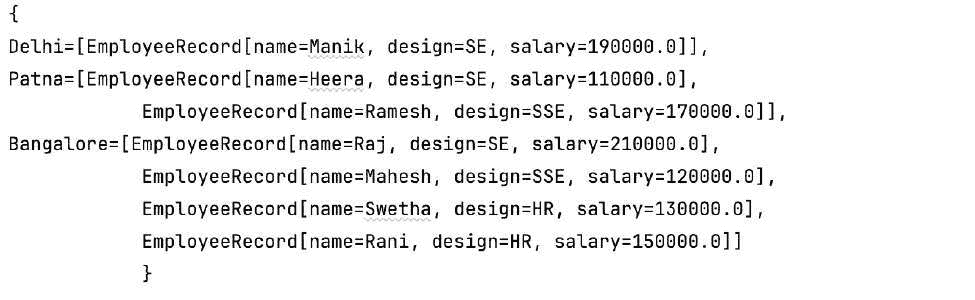 {
Delhi=[EmployeeRecord[name=Manik, design=SE, salary=190000.0]],
Patna=[EmployeeRecord[name=Heera, design=SE, salary=110000.0],
EmployeeRecord[name=Ramesh, design=SSE, salary=170000.0]],
Bangalore=[EmployeeRecord[name=Raj, design=SE, salary=210000.0],
EmployeeRecord[name=Mahesh, design=SSE, salary=120000.0],
EmployeeRecord[name=Swetha, design=HR, salary=130000.0],
EmployeeRecord[name=Rani, design=HR, salary=150000.0]]
}